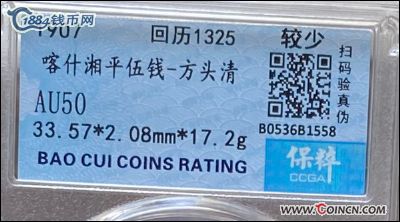 1884钱币网
1907 回历1325 较少
喀什湘平伍钱-方头清
AU50
33.57*2.08mm*17.2g
BAO CUI COINS RATING
扫码验真伪
B0536B1558
保粹
CCGA
www.COINCN.com